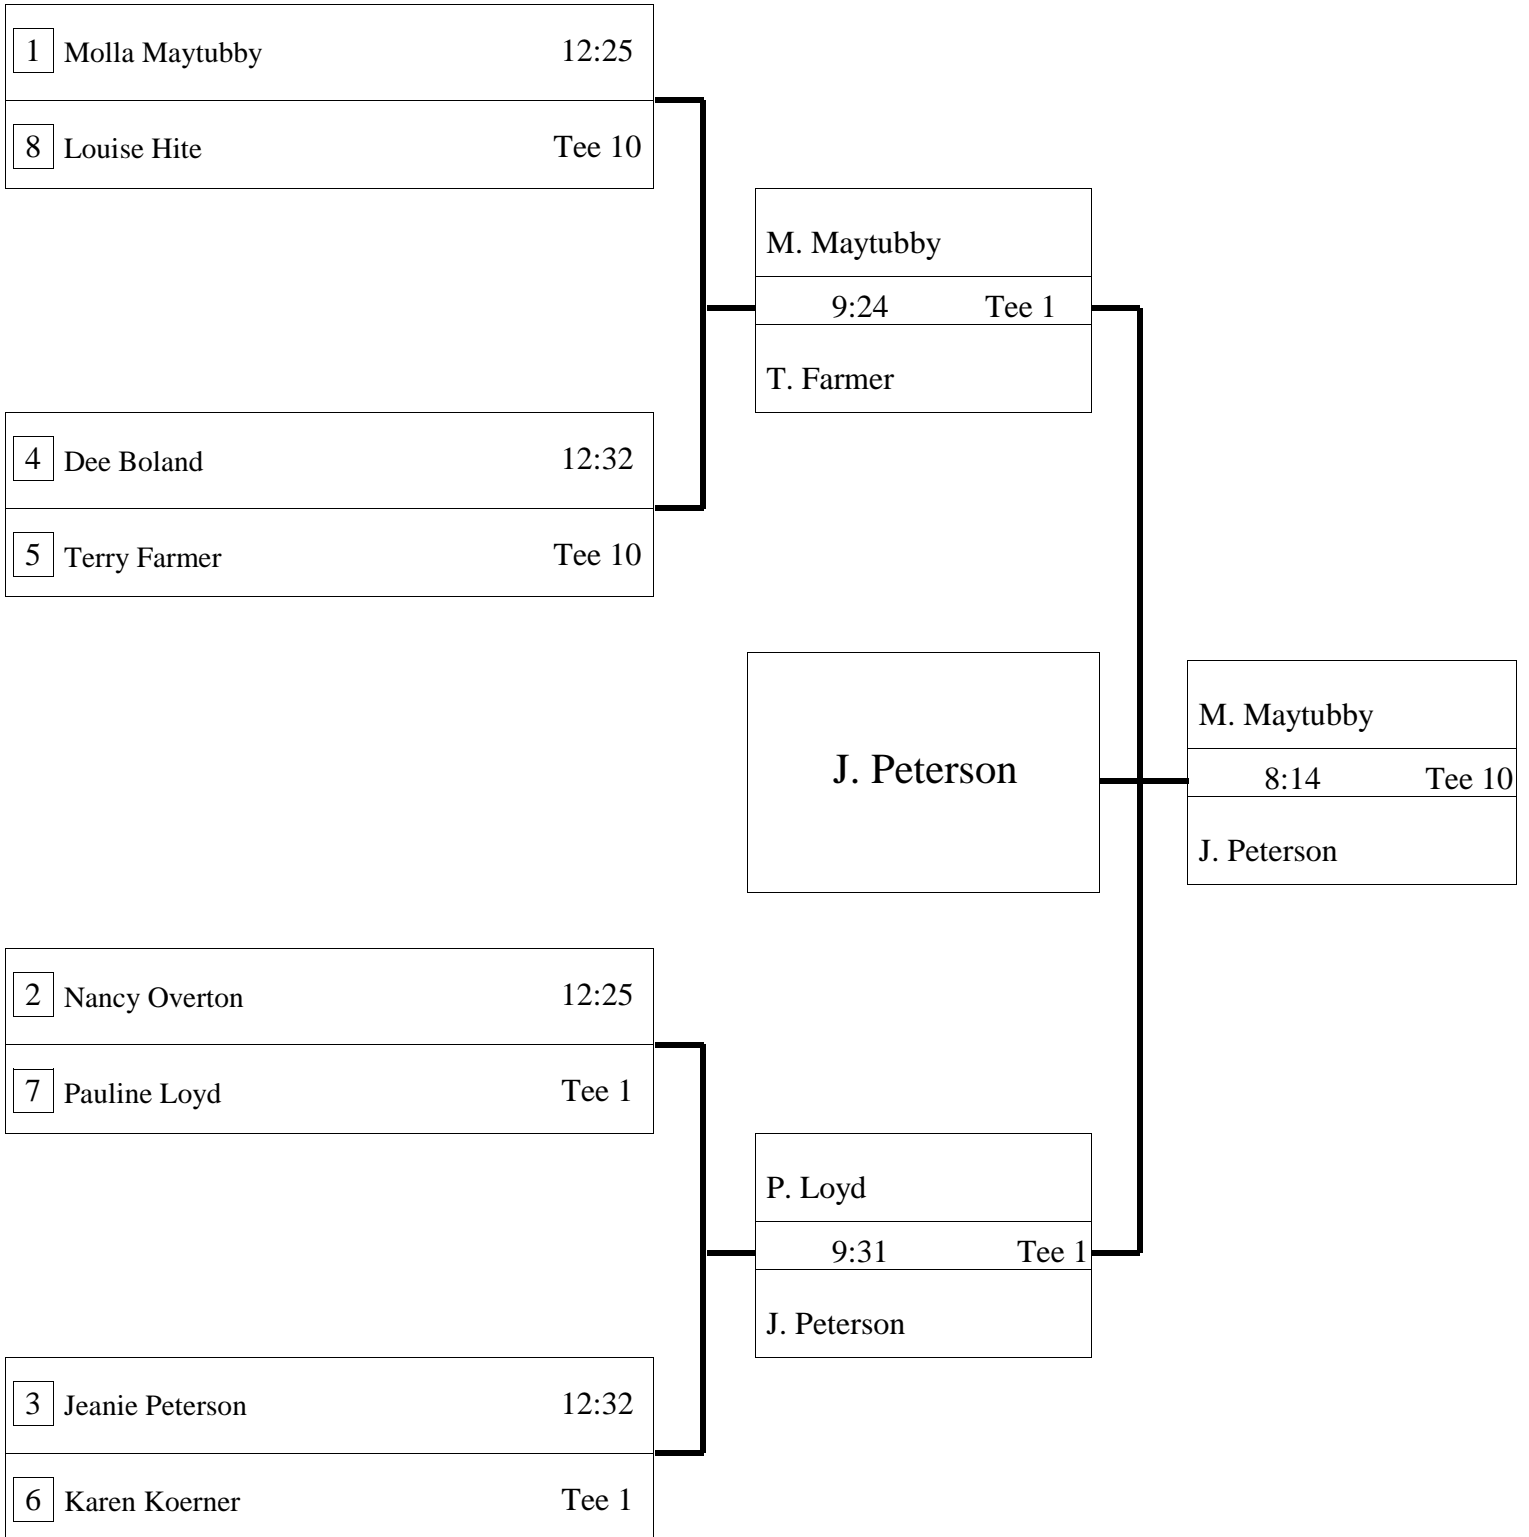 1 Molla Maytubby 12:25
8 Louise Hite Tee 10
M. Maytubby
9:24 Tee 1
T. Farmer
4 Dee Boland 12:32
5 Terry Farmer Tee 10
J. Peterson
M. Maytubby
8:14 Tee 10
J. Peterson
2 Nancy Overton 12:25
7 Pauline Loyd Tee 1
P. Loyd
9:31 Tee 1
J. Peterson
3 Jeanie Peterson 12:32
6 Karen Koerner Tee 1